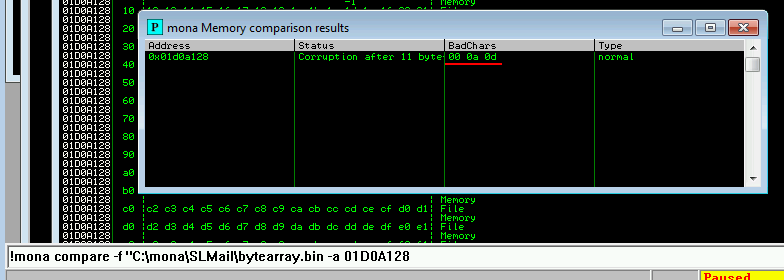 mona Memory comparison results
Address Status BadChars Type
0x01d0a128 Corruption after 11 byte 00 0a 0d normal
01D0A128
01D0A128
01D0A128
01D0A128 30
01D0A128
01D0A128 40
01D0A128
01D0A128 50
01D0A128
01D0A128 60
01D0A128
01D0A128 70
01D0A128
01D0A128 80
01D0A128
01D0A128 90
01D0A128
01D0A128 a0
01D0A128
01D0A128 b0
01D0A128 Memory
01D0A128 c0 c2 c3 c4 c5 c6 c7 c8 c9 ca cb cc cd ce cf d0 d1 File
01D0A128 Memory
01D0A128 d0 d2 d3 d4 d5 d6 d7 d8 d9 da db dc dd de df e0 e1 File
01D0A128 Memory
!mona compare -f "C:\mona\SLMail\bytearray.bin -a 01D0A128
Paused